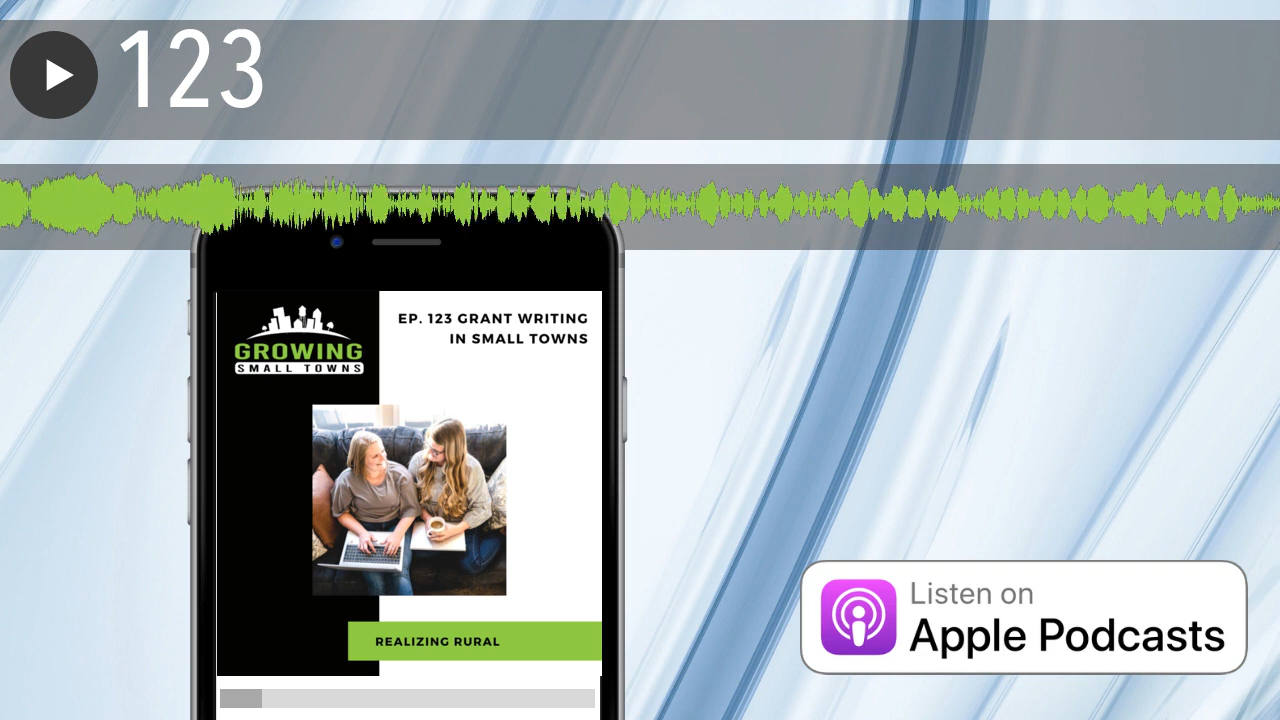 123
GROWING
SMALL TOWNS
EP. 123 GRANT WRITING
IN SMALL TOWNS
REALIZING RURAL
Listen on
Apple Podcasts